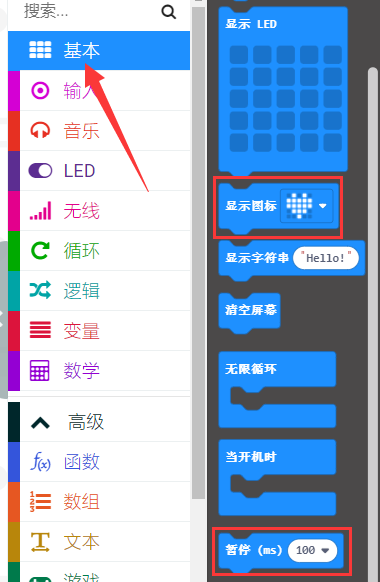 搜索...
基本
输入
音乐
LED
无线
循环
逻辑
变量
数学
高级
函数
数组
文本
游戏
显示 LED
显示图标
显示字符串 "Hello!"
清空屏幕
无限循环
当开机时
暂停 (ms) 100